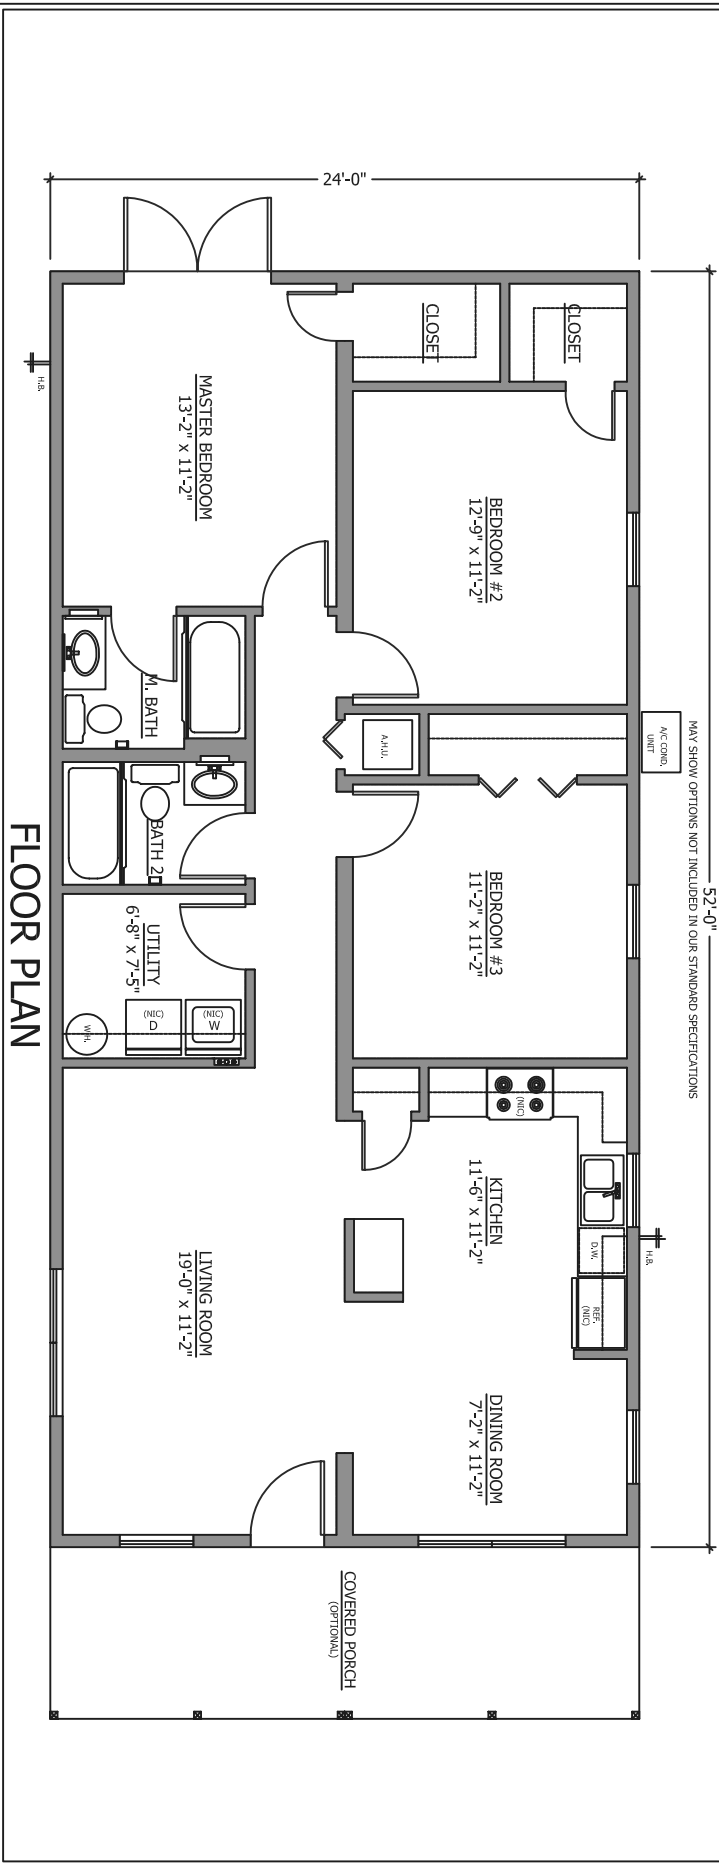 24'-0"
52'-0"
MAY SHOW OPTIONS NOT INCLUDED IN OUR STANDARD SPECIFICATIONS
A/C COND.
UNIT
H.B.
CLOSET
BEDROOM #2
12'-9" x 11'-2"
BEDROOM #3
11'-2" x 11'-2"
(NIC)
KITCHEN
11'-6" x 11'-2"
D.W.
REF.
(NIC)
DINING ROOM
7'-2" x 11'-2"
CLOSET
A.H.U.
COVERED PORCH
(OPTIONAL)
MASTER BEDROOM
13'-2" x 11'-2"
M. BATH
BATH 2
UTILITY
6'-8" x 7'-5"
(NIC)
W
(NIC)
D
W.H.
LIVING ROOM
19'-0" x 11'-2"
H.B.
FLOOR PLAN